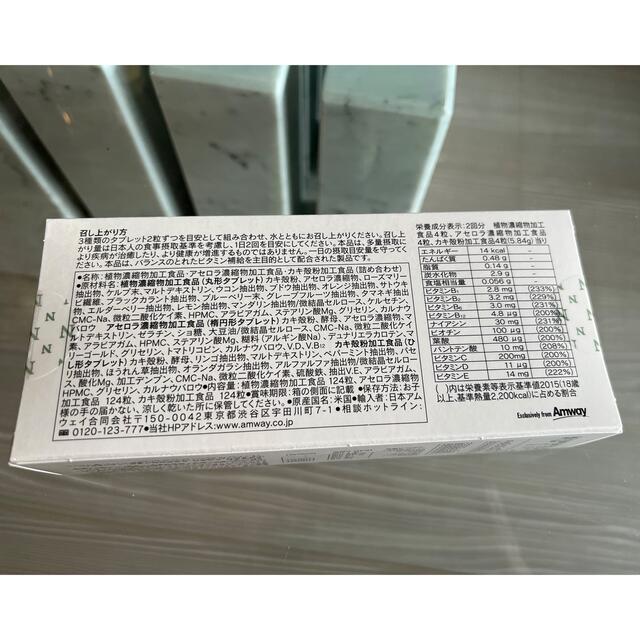 召し上がり方
3種類のタブレット2粒ずつを目安として組み合わせ、水とともにお召し上がりください。召し上
がり量は日本人の食事摂取基準を考慮し、1日2回を目安にしています。本品は、多量摂取に
より疾病が治癒したり、より健康が増進するものではありません。一日の摂取目安量を守ってく
ださい。本品は、バランスのとれたビタミン補給を主目的として配合された製品です。
●名称:植物濃縮物加工食品・アセロラ濃縮物加工食品・カキ殻粉加工食品(詰め合わせ)
●原材料名:植物濃縮物加工食品(丸形タブレット)カキ殻粉、アセロラ濃縮物、ローズマリー
抽出物、ケルプ末、マルトデキストリン、ウコン抽出物、ブドウ抽出物、オレンジ抽出物、サトウキ
ビ繊維、ブラックカラント抽出物、ブルーベリー末、グレープフルーツ抽出物、タマネギ抽出
物、エルダーベリー抽出物、レモン抽出物、マンダリン抽出物/微結晶セルロース、ケルセチン、
CMC-Na、微粒二酸化ケイ素、HPMC、アラビアガム、ステアリン酸Mg、グリセリン、カルナウ
バロウ アセロラ濃縮物加工食品(楕円形タブレット)カキ殻粉、酵母、アセロラ濃縮物、
マルトデキストリン、ゼラチン、ショ糖、大豆油/微結晶セルロース、CMC-Na、微粒二酸化ケイ
素、アラビアガム、HPMC、ステアリン酸Mg、糊料(アルギン酸Na)、デュナリエラカロテン、マ
リーゴールド、グリセリン、トマトリコピン、カルナウバロウ、V.D、V.B12 カキ殻粉加工食品(ひ
し形タブレット)カキ殻粉、酵母、リンゴ抽出物、マルトデキストリン、ペパーミント抽出物、パセ
リ抽出物、ほうれん草抽出物、オランダガラシ抽出物、アルファルファ抽出物/微結晶セルロー
ス、酸化Mg、加工デンプン、CMC-Na、微粒二酸化ケイ素、硫酸鉄、抽出V.E、アラビアガム、
HPMC、グリセリン、カルナウバロウ●内容量:植物濃縮物加工食品 124粒、アセロラ濃縮物
加工食品 124粒、カキ殻粉加工食品 124粒●賞味期限:箱の側面に記載 ●保存方法:お子
様の手の届かない、涼しく乾いた所に保管してください。●原産国名:米国●輸入者:日本アム
ウェイ合同会社 〒150-0042 東京都渋谷区宇田川町7-1 ●相談ホットライン:
0120-123-777●当社HPアドレス:www.amway.co.jp
栄養成分表示:2回分 植物濃縮物加工
食品4粒、アセロラ濃縮物加工食品
4粒、カキ殻粉加工食品4粒(5.84g)当り
エネルギー 14 kcal
たんぱく質 0.48 g
脂質 0.14 g
炭水化物 2.9 g
食塩相当量 0.056 g
ビタミンB1 2.8 mg (233%)
ビタミンB2 3.2 mg (229%)
ビタミンB6 3.0 mg (231%)
ビタミンB12 4.8 μg (200%)
ナイアシン 30 mg (231%)
ビオチン 100 μg (200%)
葉酸 480 μg (200%)
パントテン酸 10 mg (208%)
ビタミンC 200mg (200%)
ビタミンD 11 μg (200%)
ビタミンE 14 mg (222%)
( )内は栄養素等表示基準値2015(18歳
以上、基準熱量2,200kcal)に占める割合
Exclusively from Amway